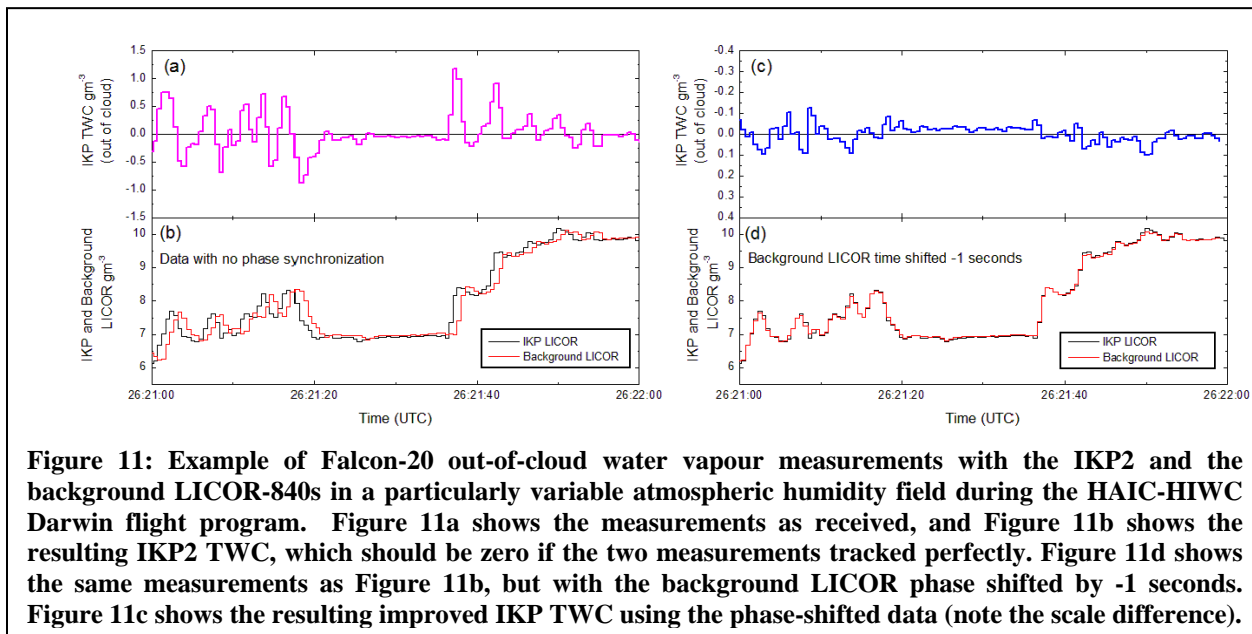 (a)
IKP TWC gm-3
(out of cloud)
1.5
1.0
0.5
0.0
-0.5
-1.0
-1.5
(b)
Data with no phase synchronization
IKP and Background
LICOR gm-3
10
9
8
7
6
IKP LICOR
Background LICOR
26:21:00
26:21:20
26:21:40
26:22:00
Time (UTC)
(c)
IKP TWC gm-3
(out of cloud)
-0.4
-0.3
-0.2
-0.1
0.0
0.1
0.2
0.3
0.4
(d)
Background LICOR time shifted -1 seconds
IKP and Background
LICOR gm-3
10
9
8
7
6
IKP LICOR
Background LICOR
26:21:00
26:21:20
26:21:40
26:22:00
Time (UTC)
Figure 11: Example of Falcon-20 out-of-cloud water vapour measurements with the IKP2 and the
background LICOR-840s in a particularly variable atmospheric humidity field during the HAIC-HIWC
Darwin flight program. Figure 11a shows the measurements as received, and Figure 11b shows the
resulting IKP2 TWC, which should be zero if the two measurements tracked perfectly. Figure 11d shows
the same measurements as Figure 11b, but with the background LICOR phase shifted by -1 seconds.
Figure 11c shows the resulting improved IKP TWC using the phase-shifted data (note the scale difference).